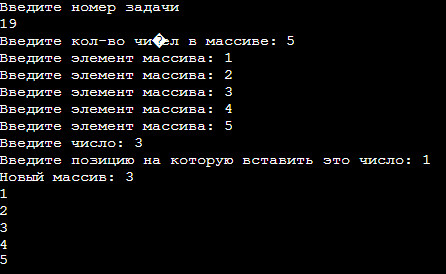 Введите номер задачи
19
Введите кол-во чи�ел в массиве: 5
Введите элемент массива: 1
Введите элемент массива: 2
Введите элемент массива: 3
Введите элемент массива: 4
Введите элемент массива: 5
Введите число: 3
Введите позицию на которую вставить это число: 1
Новый массив: 3
1
2
3
4
5